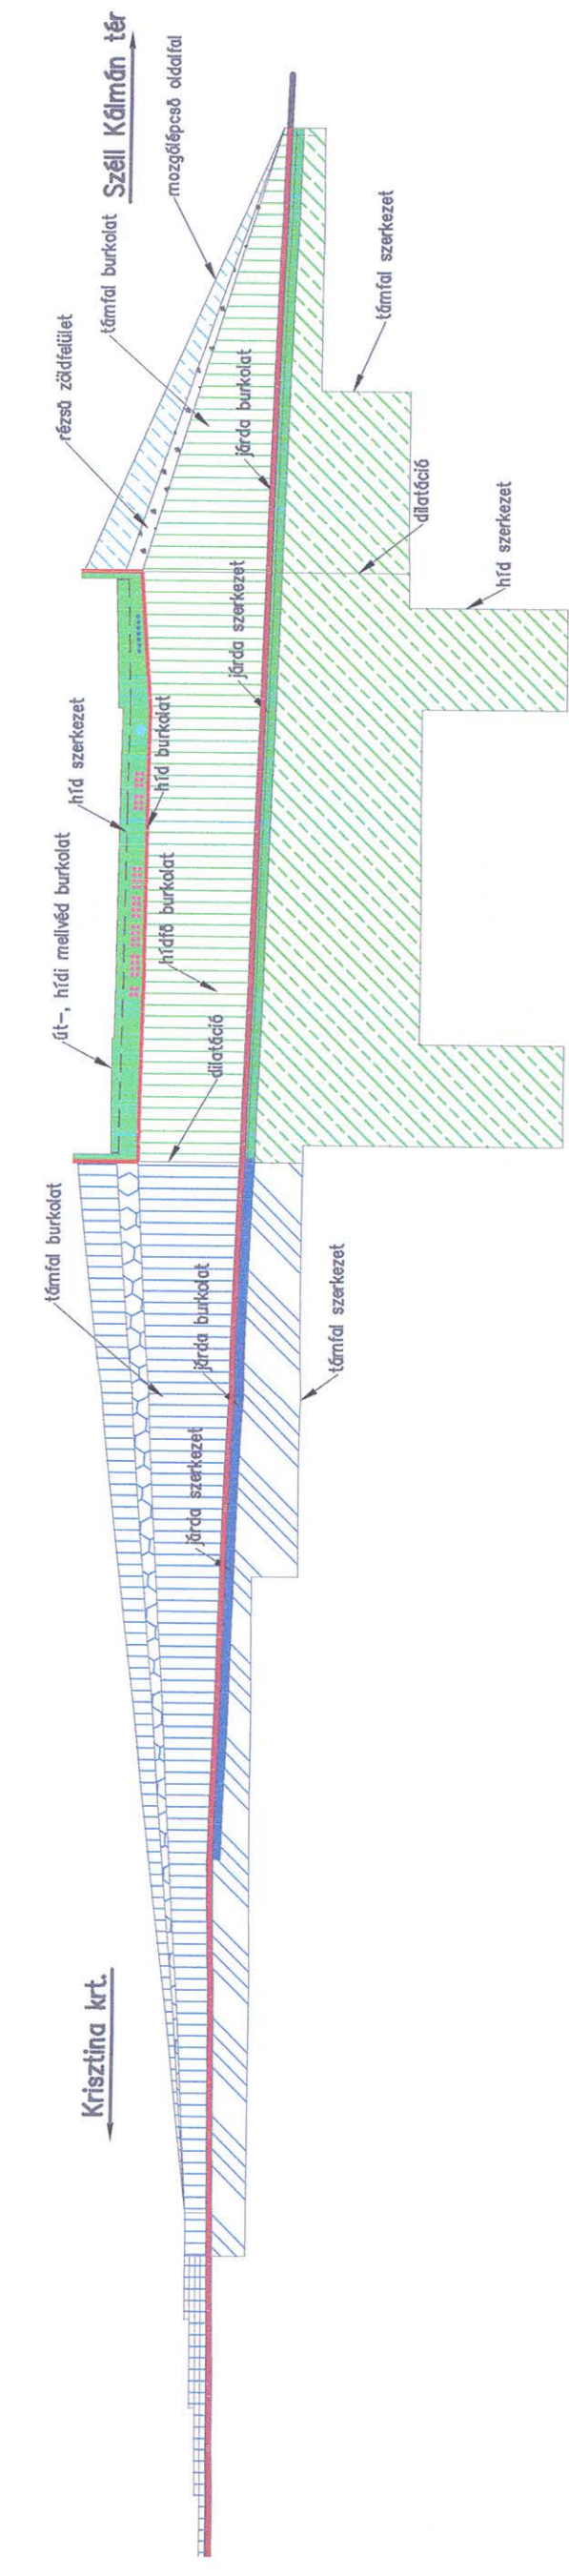 Krisztina krt.
Széll Kálmán tér
támfal burkolat
út-, hídi mellvéd burkolat
híd szerkezet
rézsű zöldfelület
támfal burkolat
mozgólépcső oldalfal
járda szerkezet
járda burkolat
dilatáció
hídfő burkolat
híd burkolat
járda szerkezet
járda burkolat
támfal szerkezet
dilatáció
híd szerkezet
támfal szerkezet